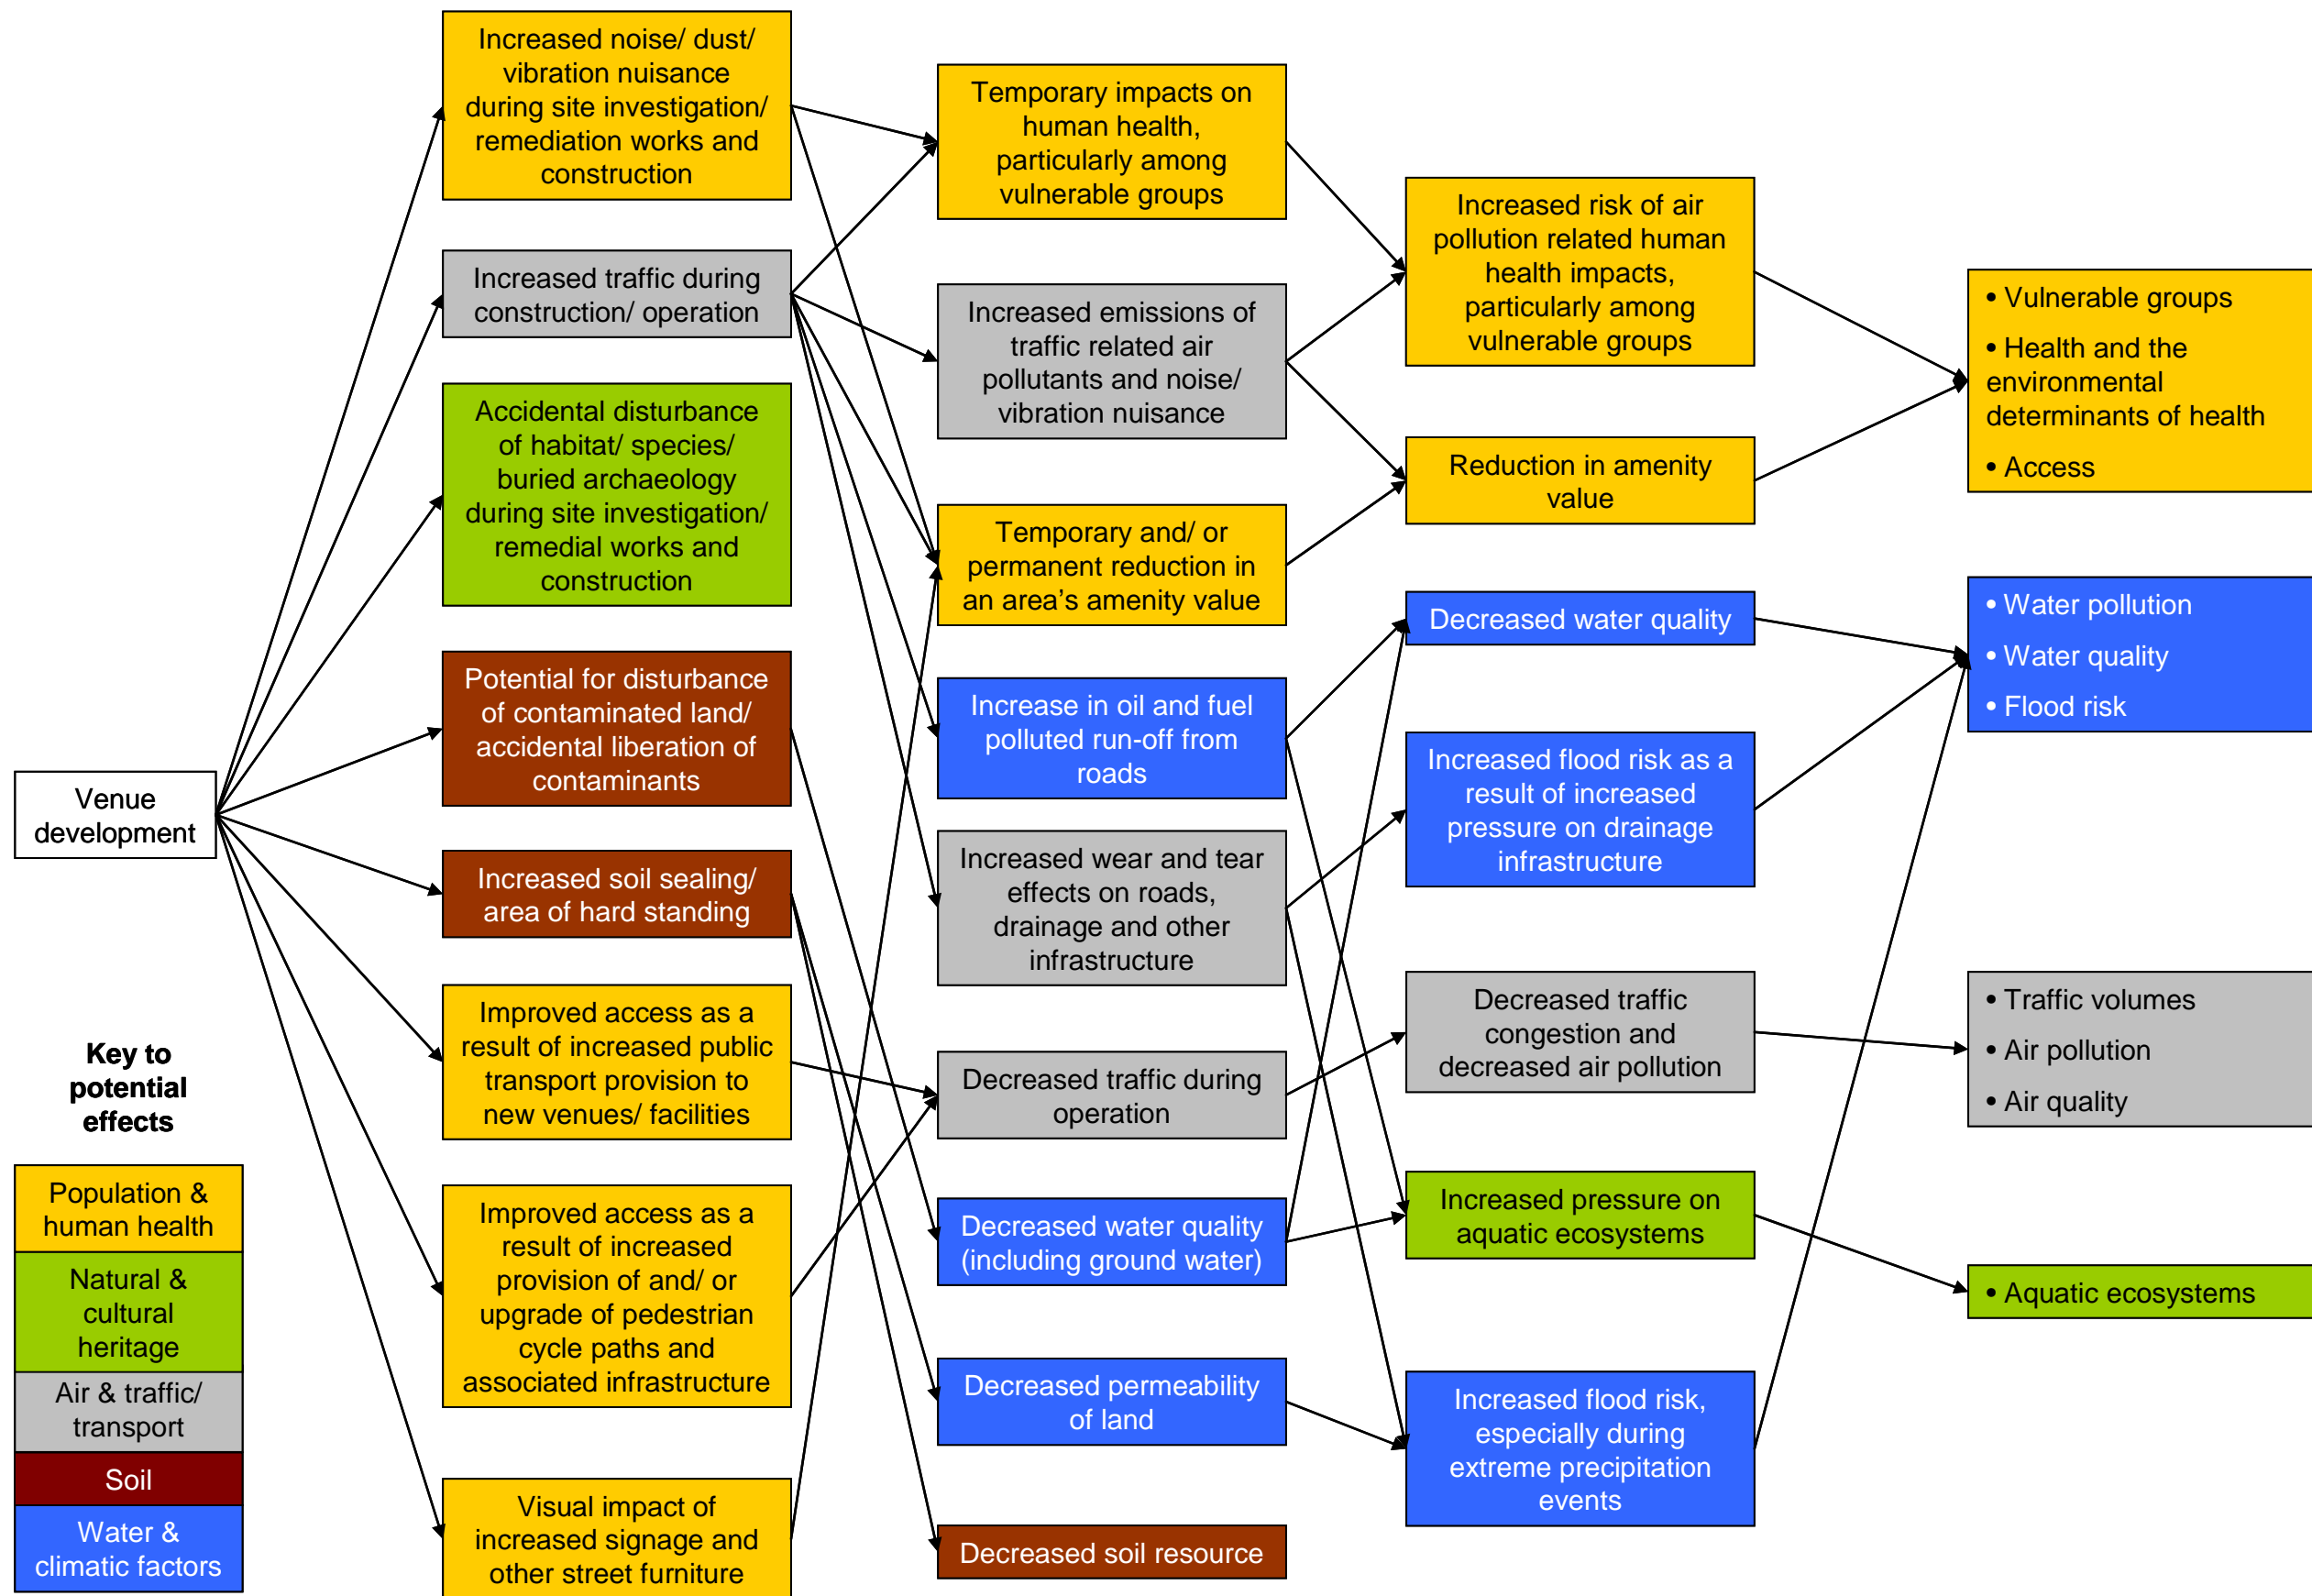 Venue
development
Key to
potential
effects
Population &
human health
Natural &
cultural
heritage
Air & traffic/
transport
Soil
Water &
climatic factors
Increased noise/ dust/
vibration nuisance
during site investigation/
remediation works and
construction
Increased traffic during
construction/ operation
Accidental disturbance
of habitat/ species/
buried archaeology
during site investigation/
remedial works and
construction
Potential for disturbance
of contaminated land/
accidental liberation of
contaminants
Increased soil sealing/
area of hard standing
Improved access as a
result of increased public
transport provision to
new venues/ facilities
Improved access as a
result of increased
provision of and/ or
upgrade of pedestrian
cycle paths and
associated infrastructure
Visual impact of
increased signage and
other street furniture
Temporary impacts on
human health,
particularly among
vulnerable groups
Increased emissions of
traffic related air
pollutants and noise/
vibration nuisance
Temporary and/ or
permanent reduction in
an area’s amenity value
Increase in oil and fuel
polluted run-off from
roads
Increased wear and tear
effects on roads,
drainage and other
infrastructure
Decreased traffic during
operation
Decreased water quality
(including ground water)
Decreased permeability
of land
Decreased soil resource
Increased risk of air
pollution related human
health impacts,
particularly among
vulnerable groups
Reduction in amenity
value
Decreased water quality
Increased flood risk as a
result of increased
pressure on drainage
infrastructure
Decreased traffic
congestion and
decreased air pollution
Increased pressure on
aquatic ecosystems
Increased flood risk,
especially during
extreme precipitation
events
• Vulnerable groups
• Health and the
environmental
determinants of health
• Access
• Water pollution
• Water quality
• Flood risk
• Traffic volumes
• Air pollution
• Air quality
• Aquatic ecosystems